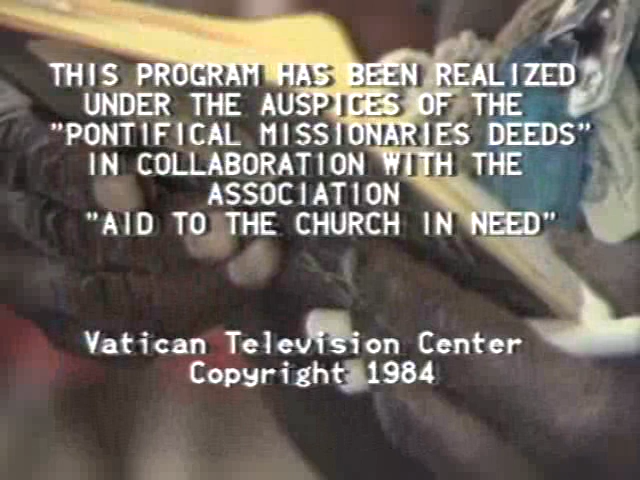 THIS PROGRAM HAS BEEN REALIZED
UNDER THE AUSPICES OF THE
"PONTIFICAL MISSIONARIES DEEDS"
IN COLLABORATION WITH THE
ASSOCIATION
"AID TO THE CHURCH IN NEED"
Vatican Television Center
Copyright 1984